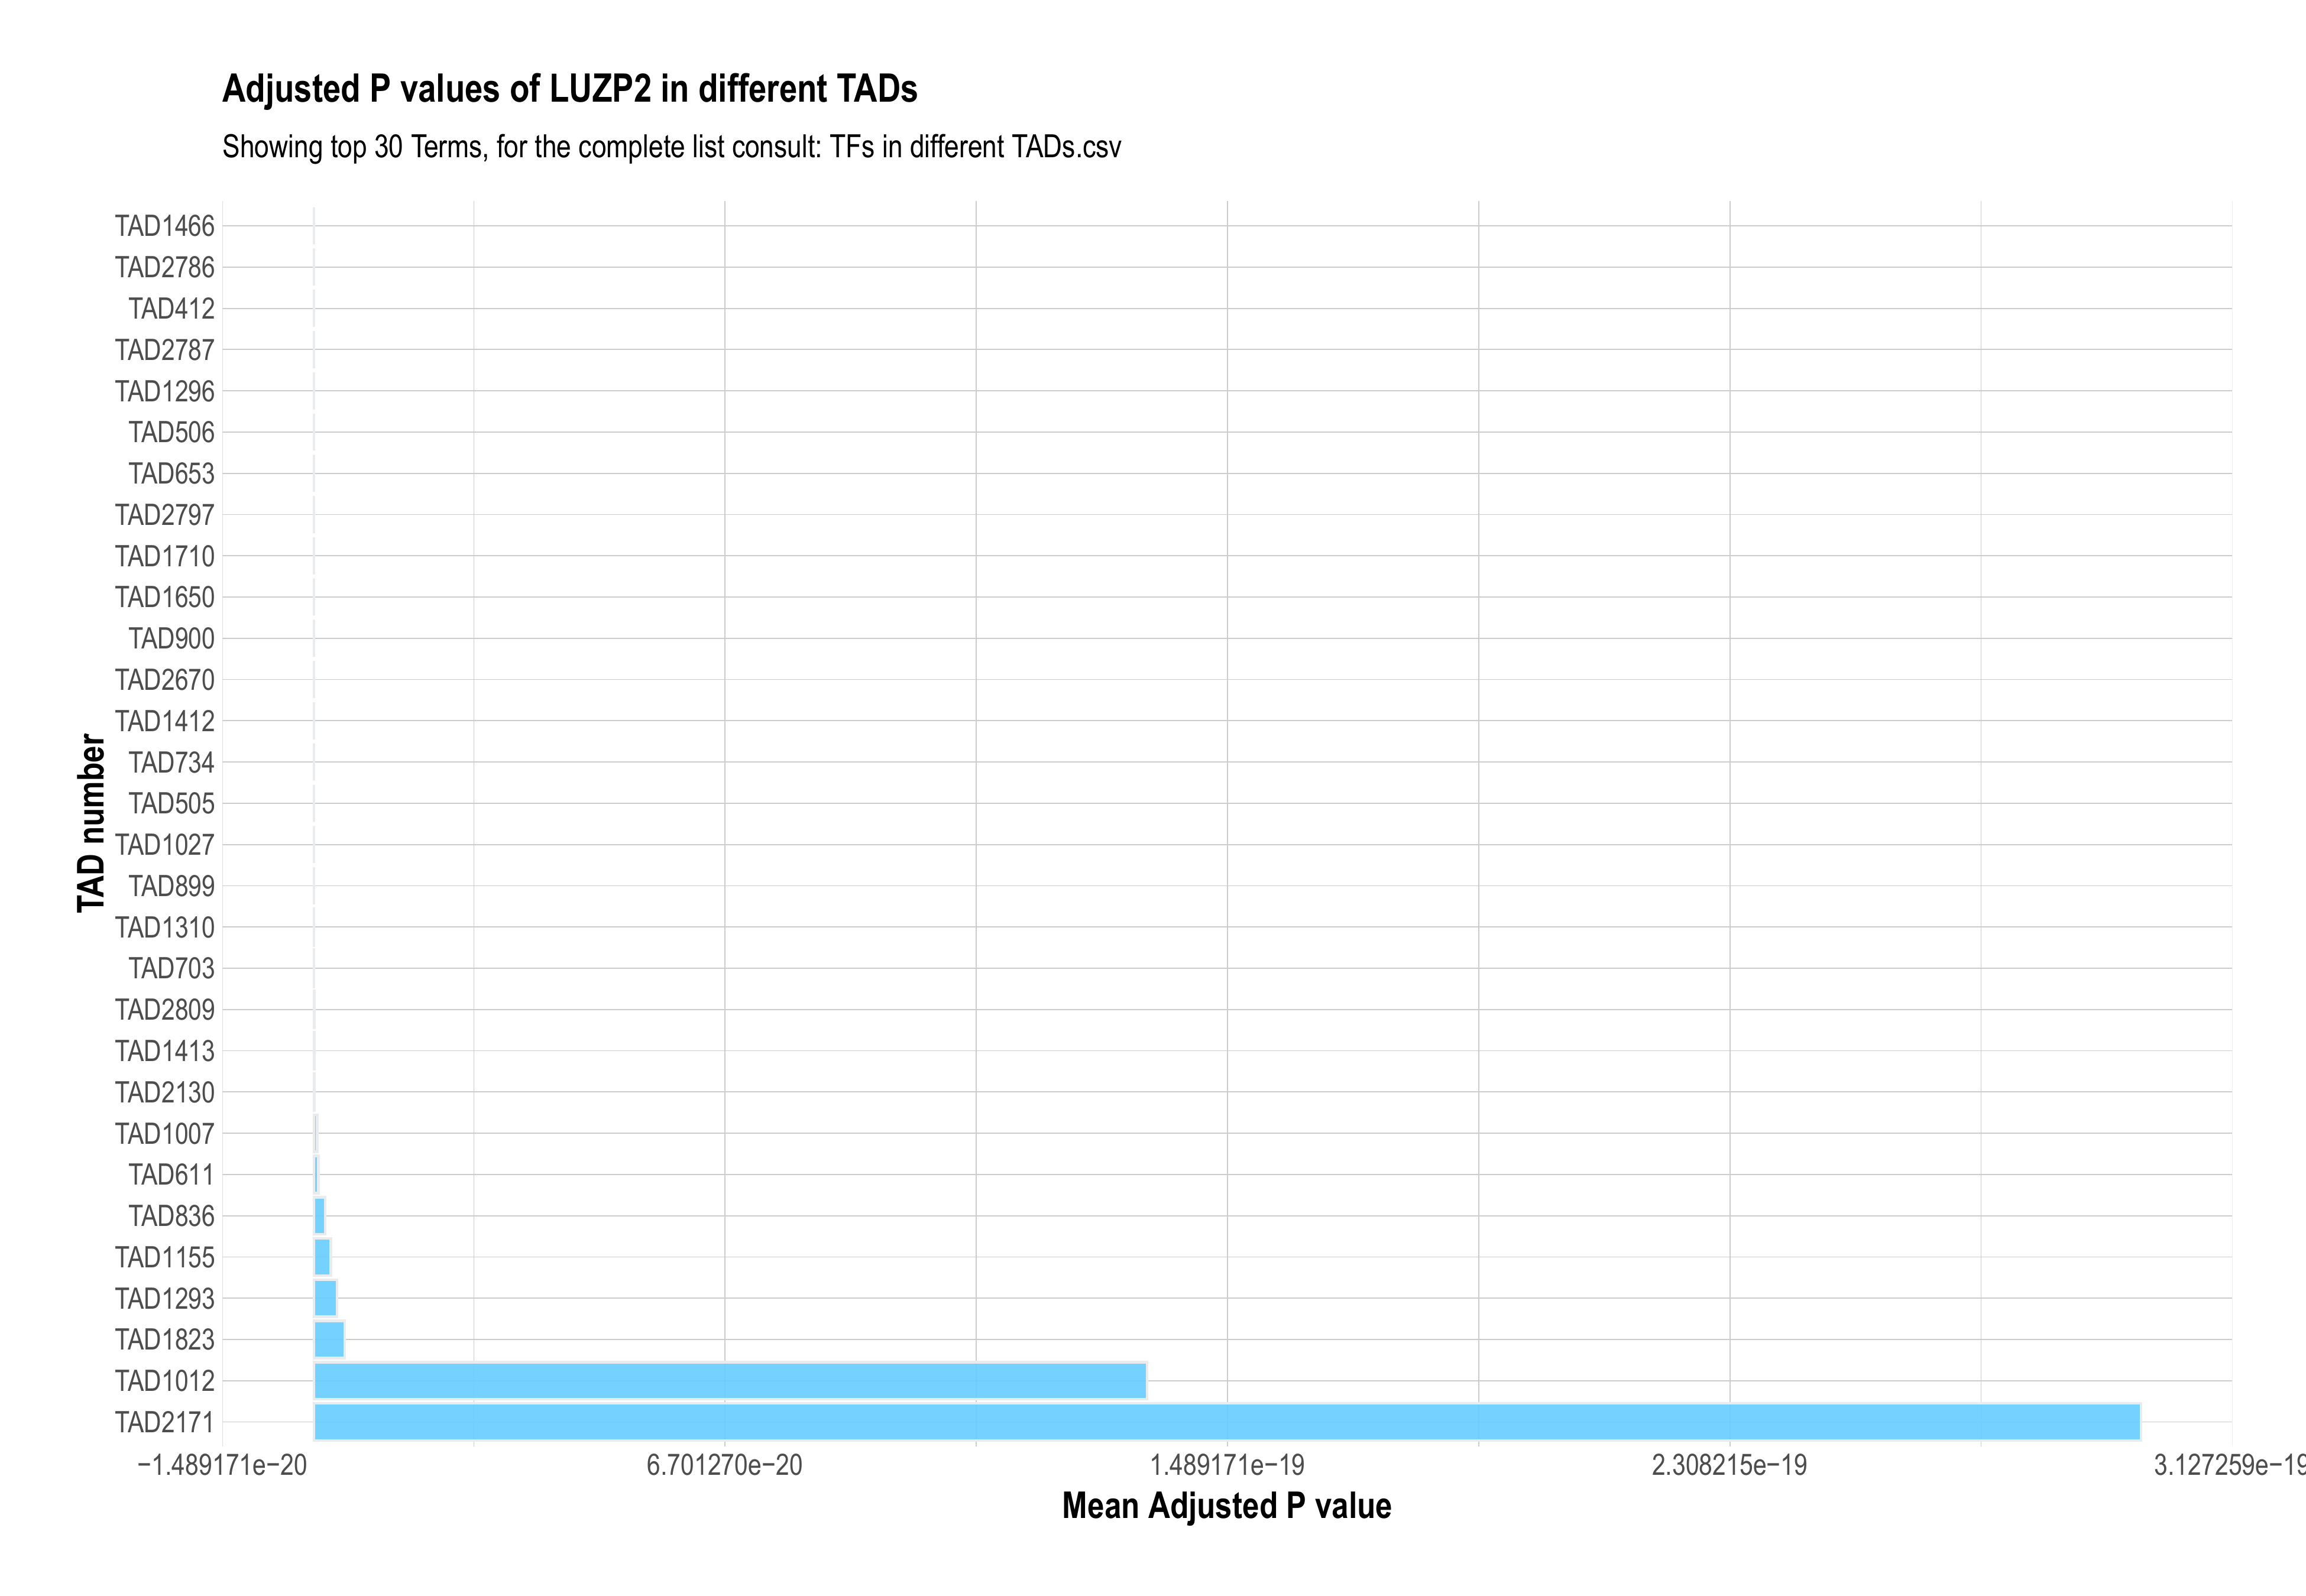 Adjusted P values of LUZP2 in different TADs
Showing top 30 Terms, for the complete list consult: TFs in different TADs.csv
TAD number
TAD1466
TAD2786
TAD412
TAD2787
TAD1296
TAD506
TAD653
TAD2797
TAD1710
TAD1650
TAD900
TAD2670
TAD1412
TAD734
TAD505
TAD1027
TAD899
TAD1310
TAD703
TAD2809
TAD1413
TAD2130
TAD1007
TAD611
TAD836
TAD1155
TAD1293
TAD1823
TAD1012
TAD2171
−1.489171e−20 6.701270e−20 1.489171e−19 2.308215e−19 3.127259e−19
Mean Adjusted P value